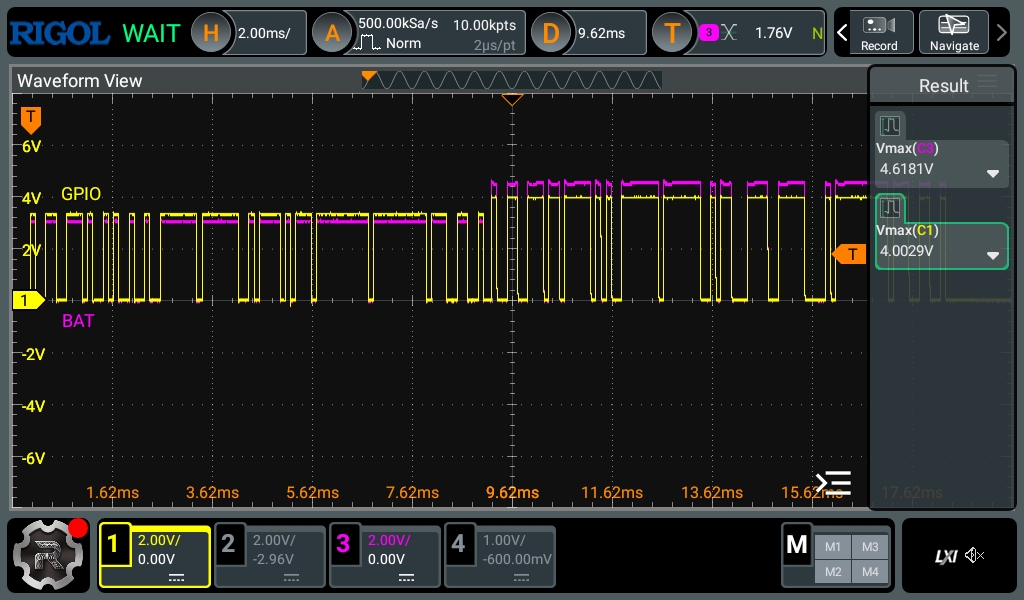 RIGOL WAIT H 2.00ms/ A 500.00kSa/s 10.00kpts D 9.62ms T 3 1.76V N
Norm 2μs/pt
Record Navigate
Waveform View
Result
T
6V
4V
2V
1
-2V
-4V
-6V
GPIO
BAT
T
1.62ms 3.62ms 5.62ms 7.62ms 9.62ms 11.62ms 13.62ms 15.62ms 17.62ms
Vmax(C3)
4.6181V
Vmax(C1)
4.0029V
R
1 2.00V/ 0.00V
2 2.00V/ -2.96V
3 2.00V/ 0.00V
4 1.00V/ -600.00mV
M M1 M3
M2 M4
LXI